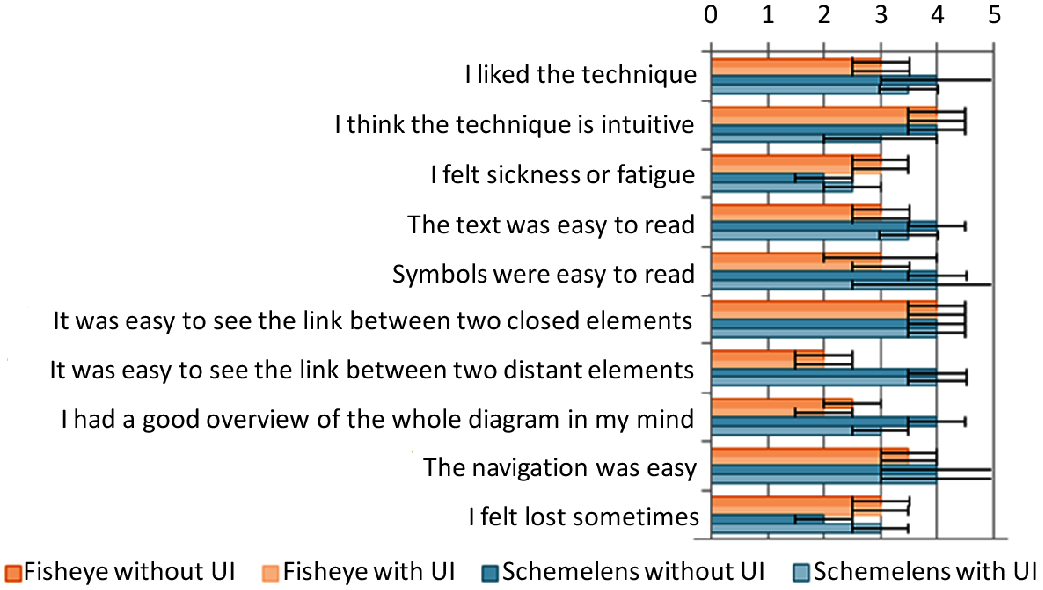 0 1 2 3 4 5
I liked the technique
I think the technique is intuitive
I felt sickness or fatigue
The text was easy to read
Symbols were easy to read
It was easy to see the link between two closed elements
It was easy to see the link between two distant elements
I had a good overview of the whole diagram in my mind
The navigation was easy
I felt lost sometimes
Fisheye without UI Fisheye with UI Schemelens without UI Schemelens with UI